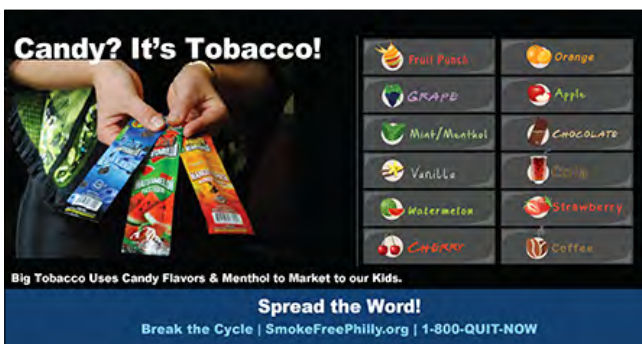 Candy? It's Tobacco!
Fruit Punch
Orange
GRAPE
Apple
Mint/Menthol
CHOCOLATE
Vanilla
Cola
Watermelon
Strawberry
CHERRY
Coffee
WATERMELON
Big Tobacco Uses Candy Flavors & Menthol to Market to our Kids.
Spread the Word!
Break the Cycle | SmokeFreePhilly.org | 1-800-QUIT-NOW